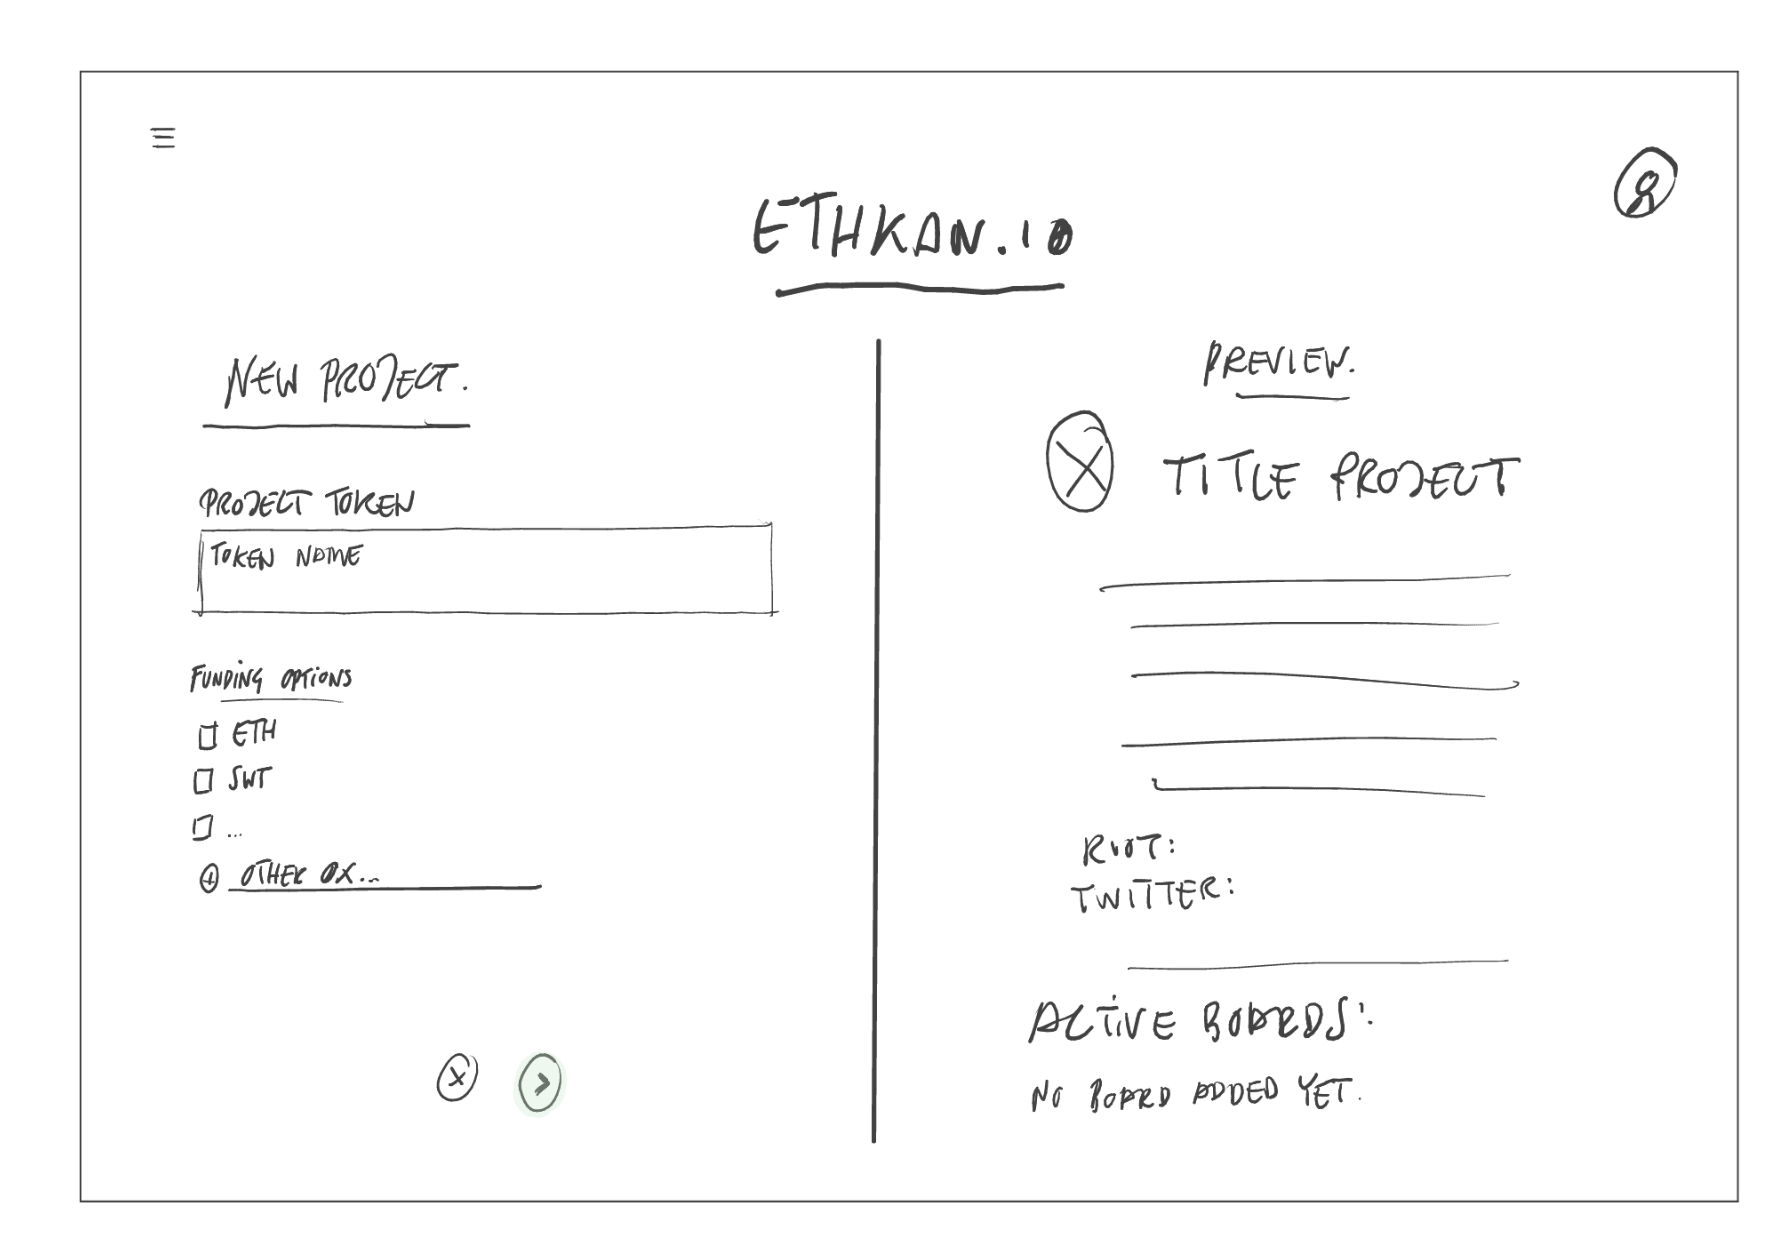 ETHKAN.IO
NEW PROJECT.
PROJECT TOKEN
TOKEN NAME
FUNDING OPTIONS
ETH
SWT
...
OTHER OX...
PREVIEW.
TITLE PROJECT
RIOT:
TWITTER:
ACTIVE BOARDS:
NO BOARD ADDED YET.